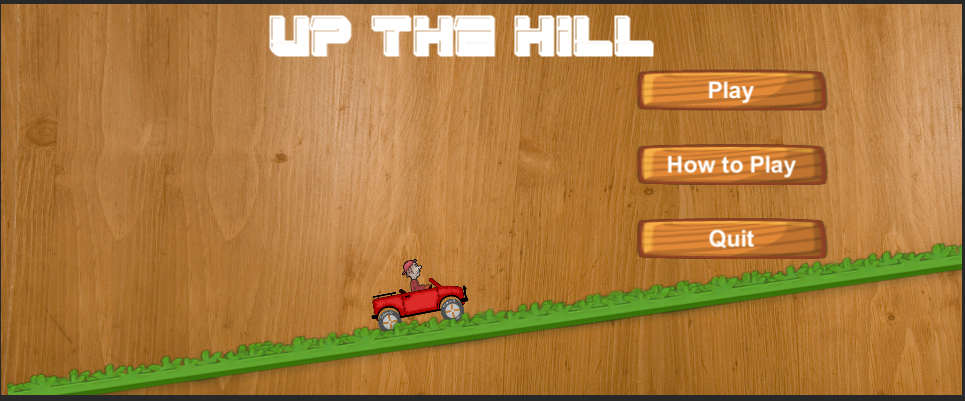 UP THE HILL
Play
How to Play
Quit